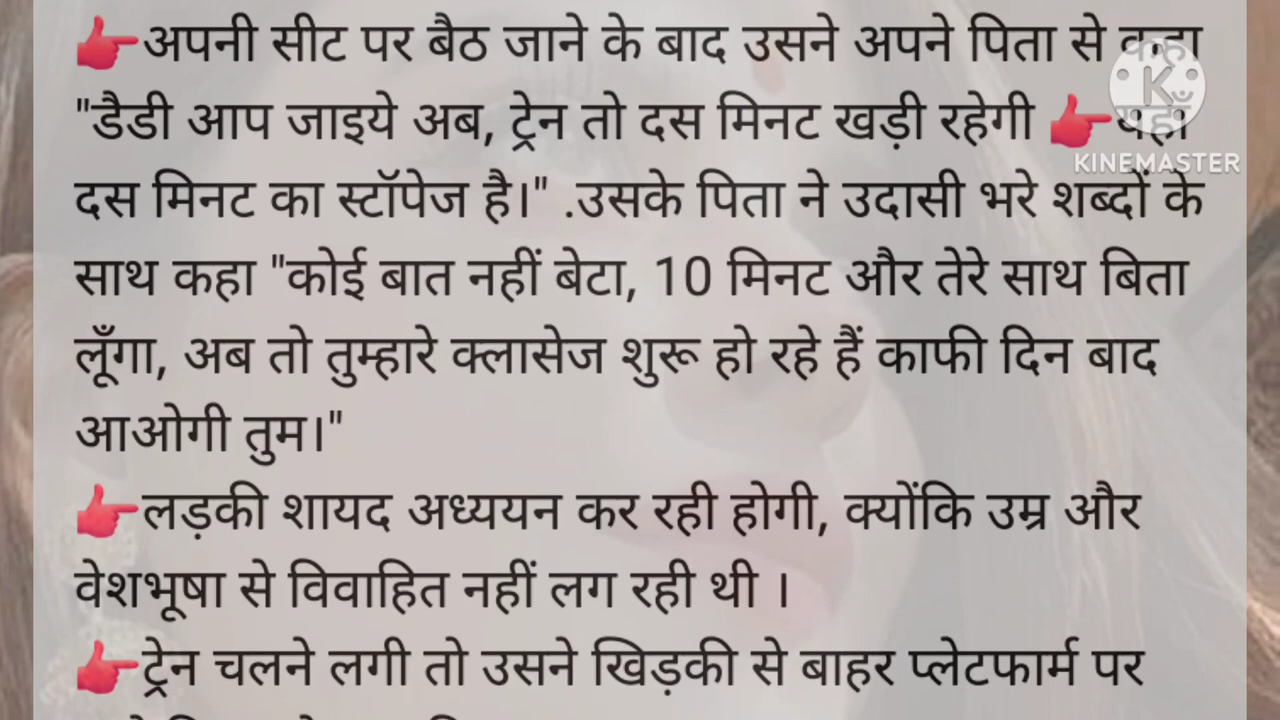 👉अपनी सीट पर बैठ जाने के बाद उसने अपने पिता से कहा
"डैडी आप जाइये अब, ट्रेन तो दस मिनट खड़ी रहेगी 👉यहाँ
दस मिनट का स्टॉपेज है।" .उसके पिता ने उदासी भरे शब्दों के
साथ कहा "कोई बात नहीं बेटा, 10 मिनट और तेरे साथ बिता
लूँगा, अब तो तुम्हारे क्लासेज शुरू हो रहे हैं काफी दिन बाद
आओगी तुम।"
👉लड़की शायद अध्ययन कर रही होगी, क्योंकि उम्र और
वेशभूषा से विवाहित नहीं लग रही थी ।
👉ट्रेन चलने लगी तो उसने खिड़की से बाहर प्लेटफार्म पर
KINEMASTER